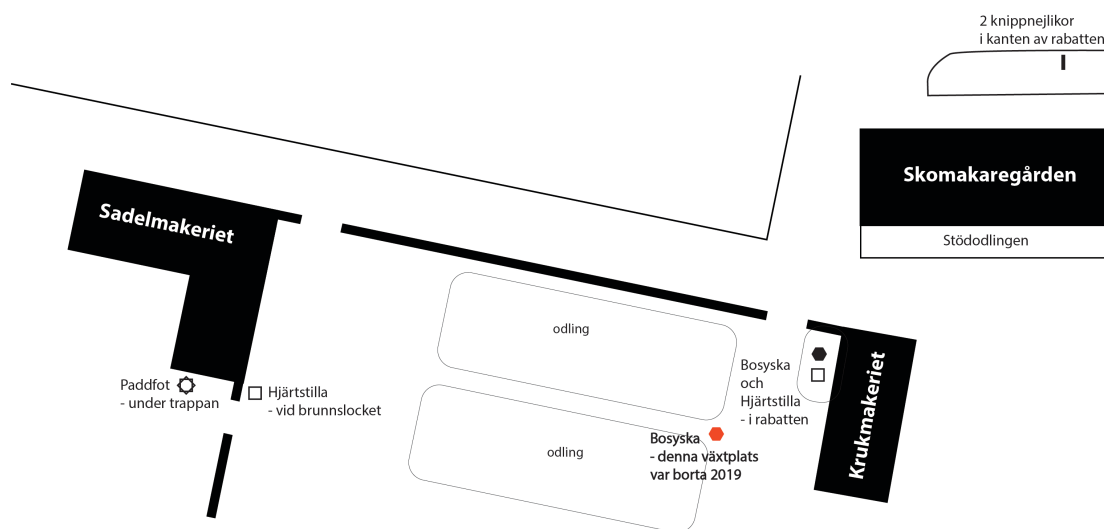 2 knippnejlikor
i kanten av rabatten
Skomakaregården
Stödodlingen
Sadelmakeriet
odling
Paddfot
- under trappan
Hjärtstilla
- vid brunnslocket
Bosyska
och
Hjärtstilla
- i rabatten
Krukmakeriet
odling
Bosyska
- denna växtplats
var borta 2019